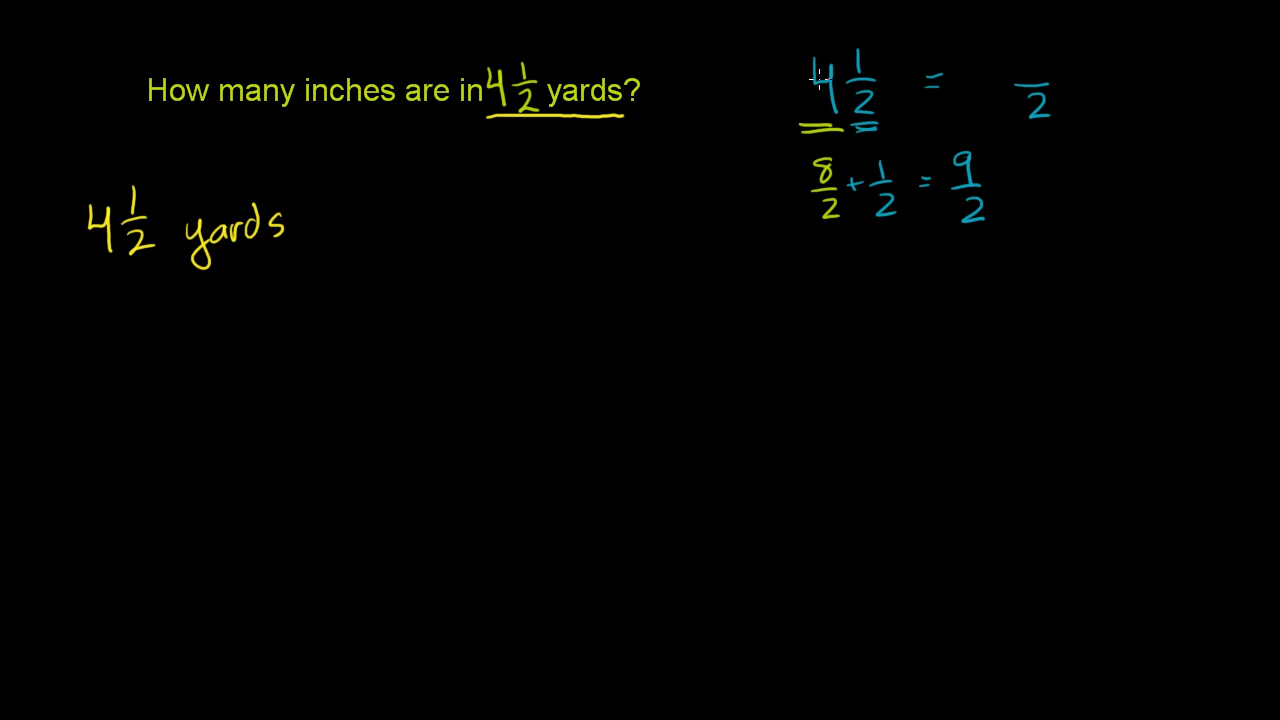 How many inches are in 4 1/2 yards?
4 1/2 = /2
8/2 + 1/2 = 9/2
4 1/2 yards